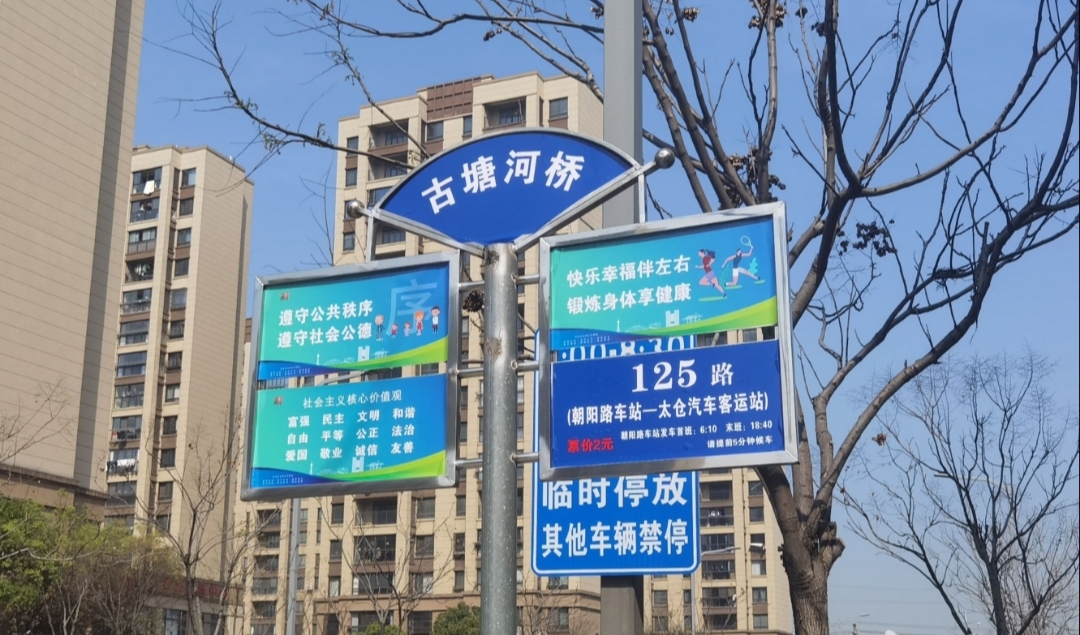 古塘河桥
遵守公共秩序
遵守社会公德
序
社会主义核心价值观
富强 民主 文明 和谐
自由 平等 公正 法治
爱国 敬业 诚信 友善
快乐幸福伴左右
锻炼身体享健康
125 路
(朝阳路车站—太仓汽车客运站)
朝阳路车站发车首班：6:10 末班：18:40
票价2元
请提前5分钟候车
:00-8:30
临时停放
其他车辆禁停